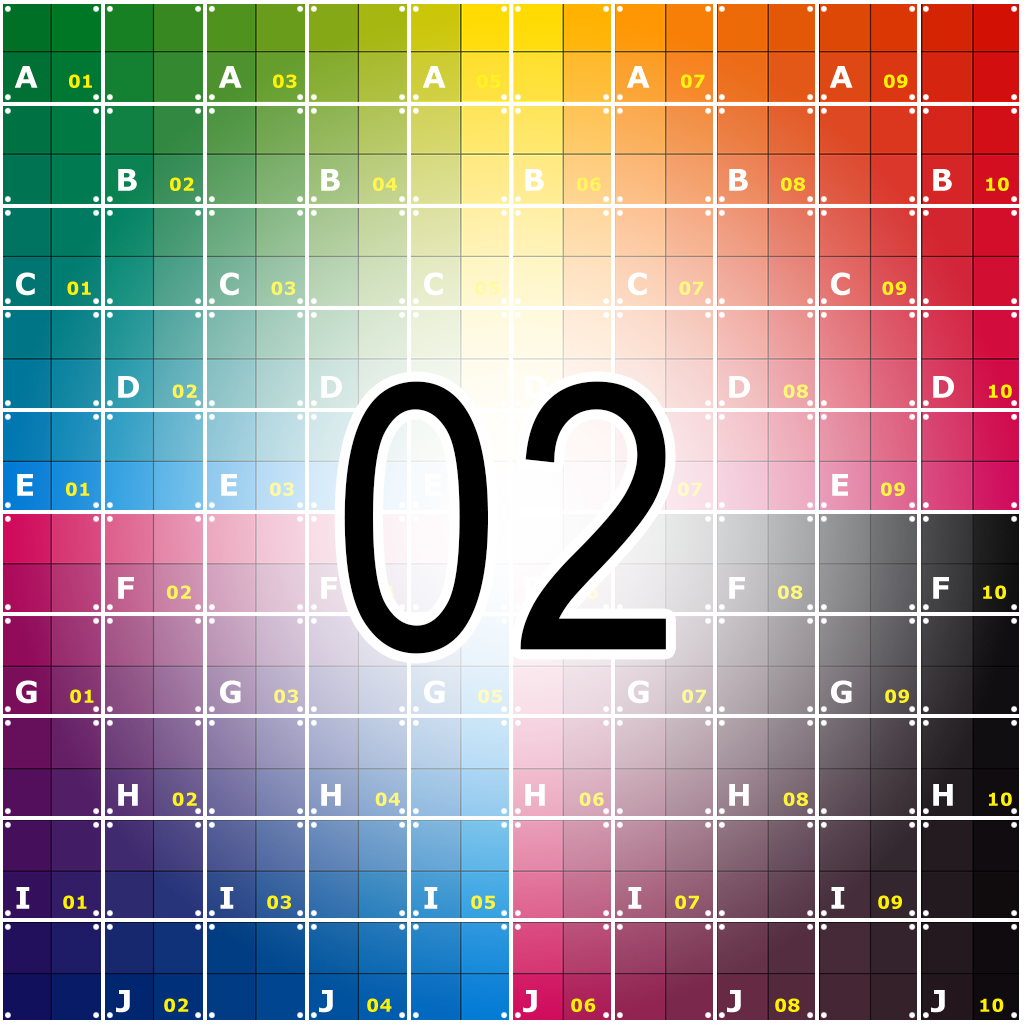 A 01 A 03 A 05 A 07 A 09
B 02 B 04 B 06 B 08 B 10
C 01 C 03 C 05 C 07 C 09
D 02 D D D 08 D 10
E 01 E 03 E 07 E 09
02
F 02 F F 08 F 10
G 01 G 03 G 05 G 07 G 09
H 02 H 04 H 06 H 08 H 10
I 01 I 03 I 05 I 07 I 09
J 02 J 04 J 06 J 08 J 10